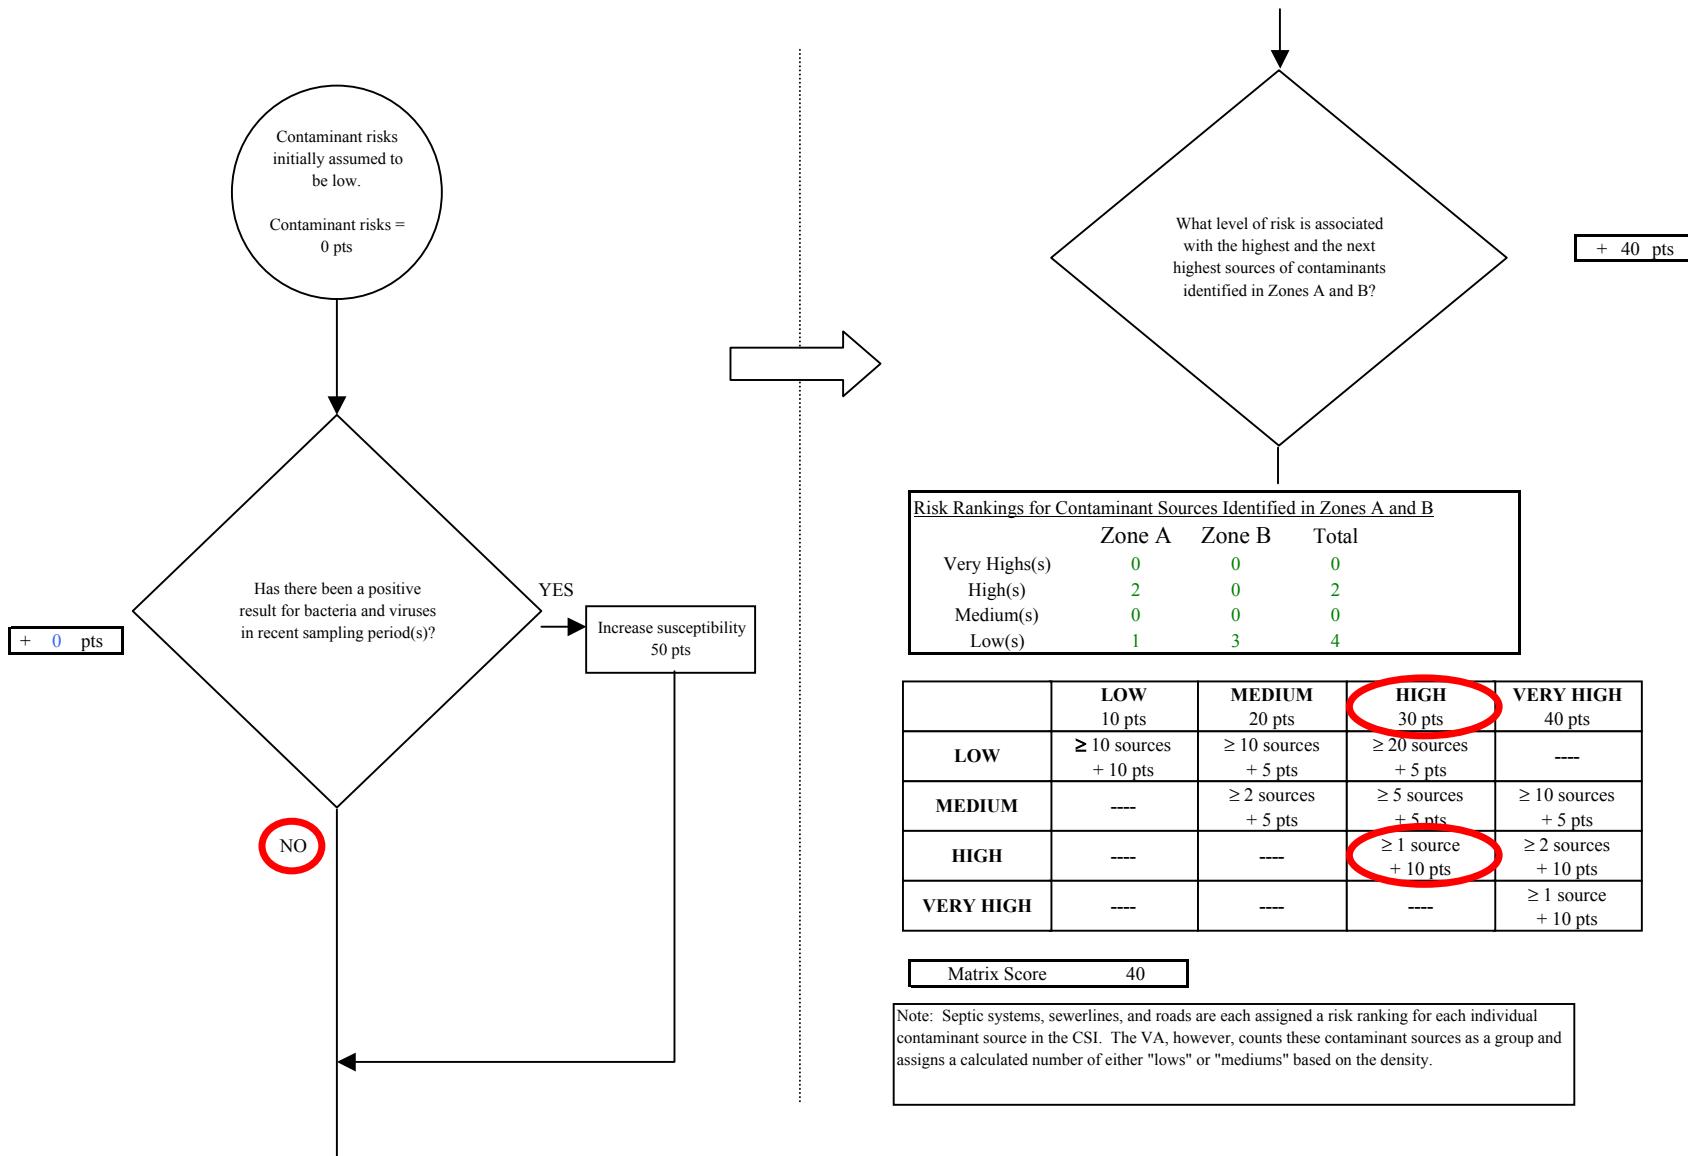 Contaminant risks
initially assumed to
be low.
Contaminant risks =
0 pts
Has there been a positive
result for bacteria and viruses
in recent sampling period(s)?
YES
+ 0 pts
Increase susceptibility
50 pts
NO
What level of risk is associated
with the highest and the next
highest sources of contaminants
identified in Zones A and B?
+ 40 pts
Risk Rankings for Contaminant Sources Identified in Zones A and B
Zone A Zone B Total
Very Highs(s) 0 0 0
High(s) 2 0 2
Medium(s) 0 0 0
Low(s) 1 3 4
LOW MEDIUM HIGH VERY HIGH
10 pts 20 pts 30 pts 40 pts
LOW ≥ 10 sources + 10 pts ≥ 10 sources + 5 pts ≥ 20 sources + 5 pts ----
MEDIUM ---- ≥ 2 sources + 5 pts ≥ 5 sources + 5 pts ≥ 10 sources + 5 pts
HIGH ---- ---- ≥ 1 source + 10 pts ≥ 2 sources + 10 pts
VERY HIGH ---- ---- ---- ≥ 1 source + 10 pts
Matrix Score 40
Note: Septic systems, sewerlines, and roads are each assigned a risk ranking for each individual
contaminant source in the CSI. The VA, however, counts these contaminant sources as a group and
assigns a calculated number of either "lows" or "mediums" based on the density.